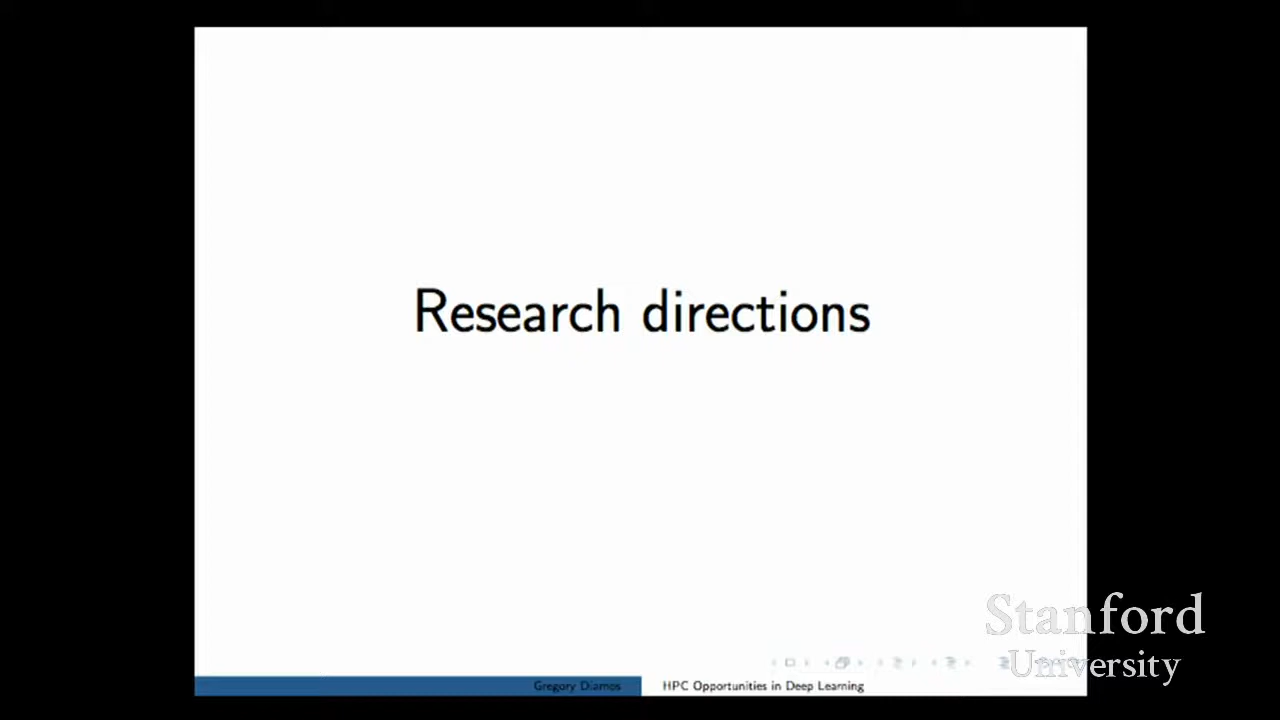 Research directions
Stanford
University
Gregory Diamos HPC Opportunities in Deep Learning